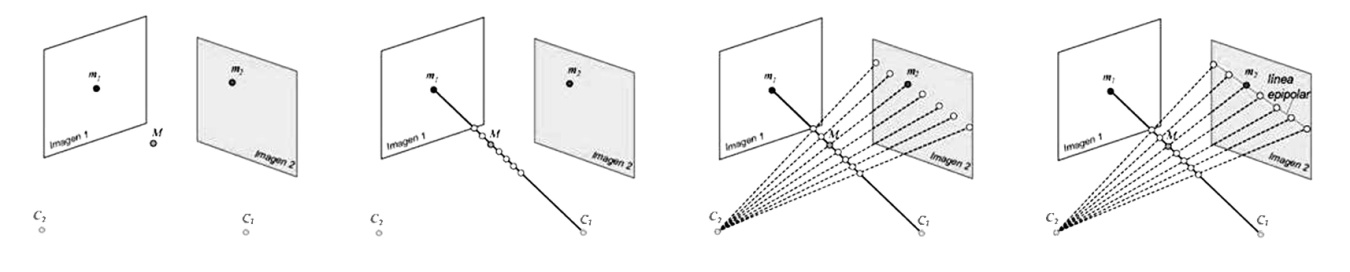 m₁
m₂
Imagen 1
M
Imagen 2
C₂
C₁
m₁
m₂
Imagen 1
M
Imagen 2
C₂
C₁
m₁
m₂
Imagen 1
M
Imagen 2
C₂
C₁
m₁
m₂
línea
epipolar
Imagen 1
M
Imagen 2
C₂
C₁